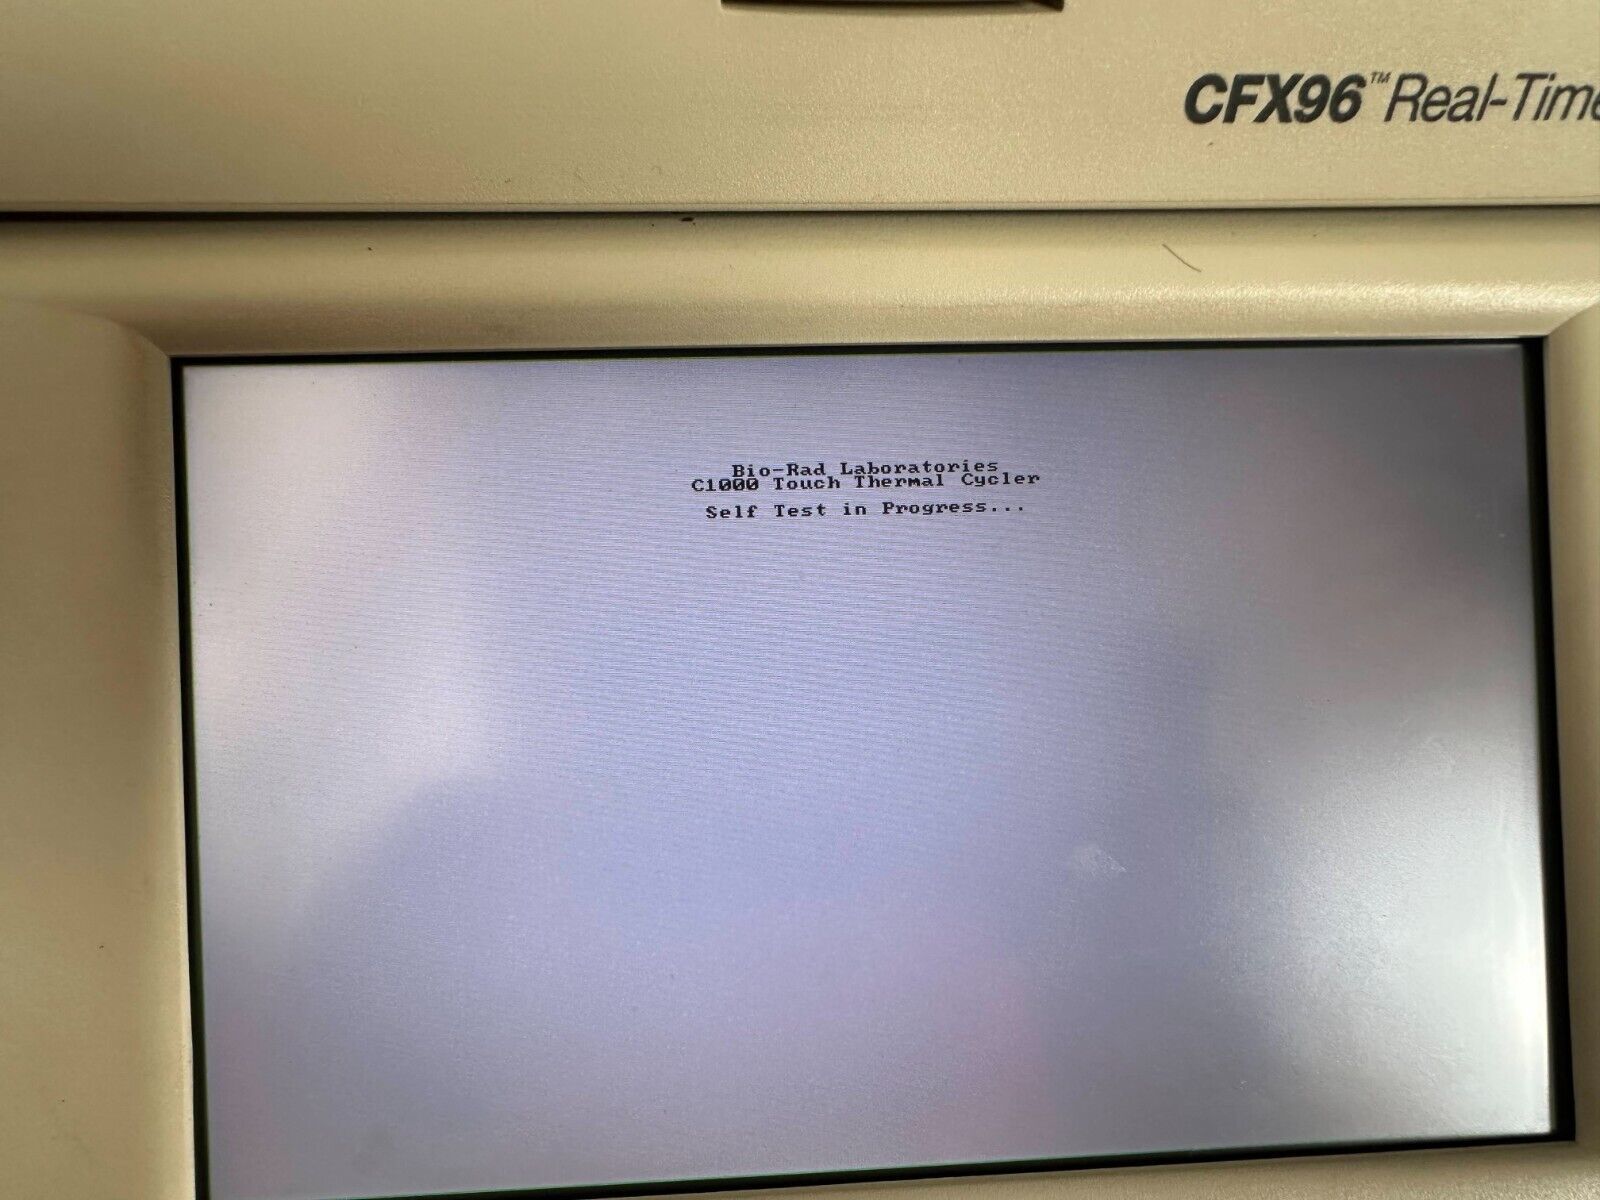 CFX96™ Real-Time
Bio-Rad Laboratories
C1000 Touch Thermal Cycler
Self Test in Progress...